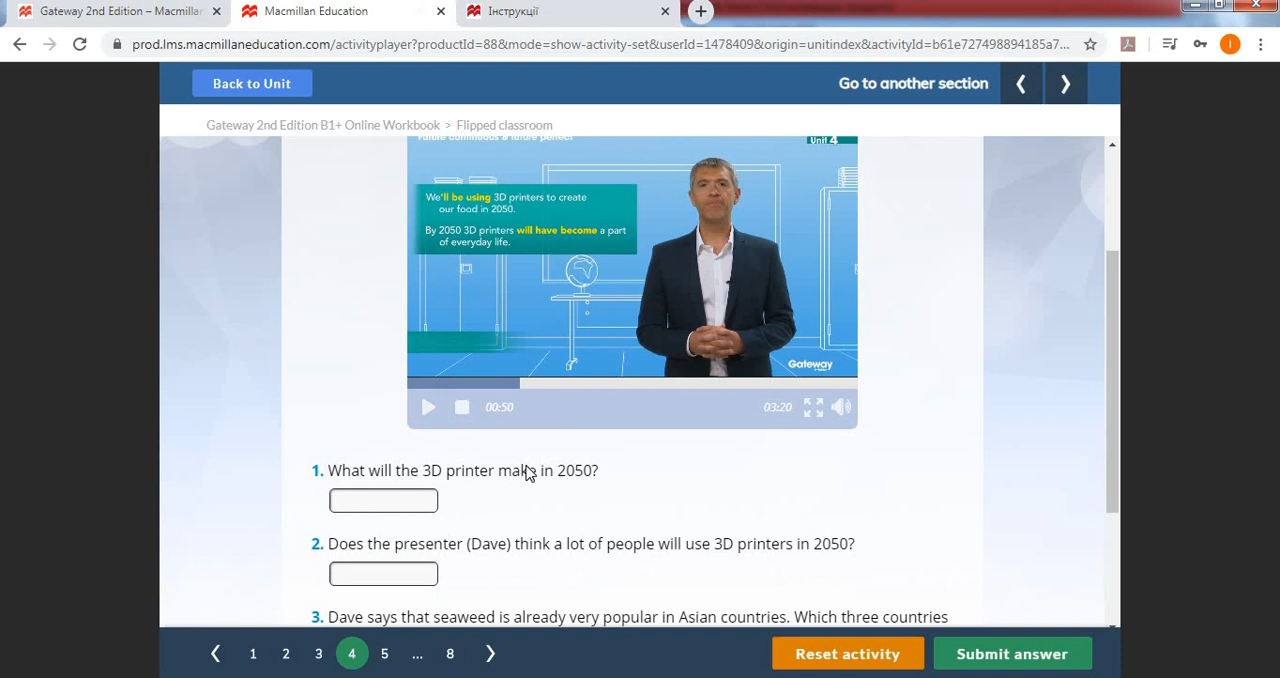 Gateway 2nd Edition – Macmilla
Macmillan Education
Інструкції
prod.lms.macmillaneducation.com/activityplayer?productId=88&mode=show-activity-set&userId=1478409&origin=unitindex&activityId=b61e727498894185a7...
I
Back to Unit
Go to another section
Gateway 2nd Edition B1+ Online Workbook > Flipped classroom
Future continuous & future perfect
Unit 4
We'll be using 3D printers to create
our food in 2050.
By 2050 3D printers will have become a part
of everyday life.
Gateway
00:50
03:20
1. What will the 3D printer make in 2050?
2. Does the presenter (Dave) think a lot of people will use 3D printers in 2050?
3. Dave says that seaweed is already very popular in Asian countries. Which three countries
1 2 3 4 5 ... 8
Reset activity
Submit answer